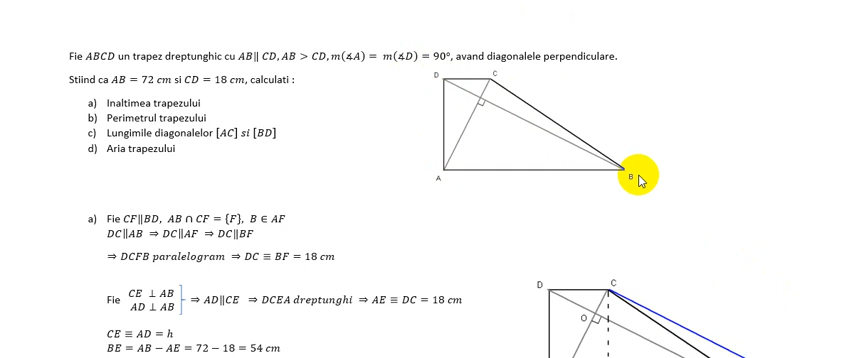 Fie ABCD un trapez dreptunghic cu AB‖ CD, AB > CD, m(∡A) = m(∡D) = 90°, avand diagonalele perpendiculare.
Stiind ca AB = 72 cm si CD = 18 cm, calculati :
a) Inaltimea trapezului
b) Perimetrul trapezului
c) Lungimile diagonalelor [AC] si [BD]
d) Aria trapezului
D C
A B
a) Fie CF‖BD, AB ∩ CF = {F}, B ∈ AF
DC‖AB ⇒ DC‖AF ⇒ DC‖BF
⇒ DCFB paralelogram ⇒ DC ≡ BF = 18 cm
Fie CE ⊥ AB
AD ⊥ AB ] ⇒ AD‖CE ⇒ DCEA dreptunghi ⇒ AE ≡ DC = 18 cm
CE ≡ AD = h
BE = AB − AE = 72 − 18 = 54 cm
D C
O